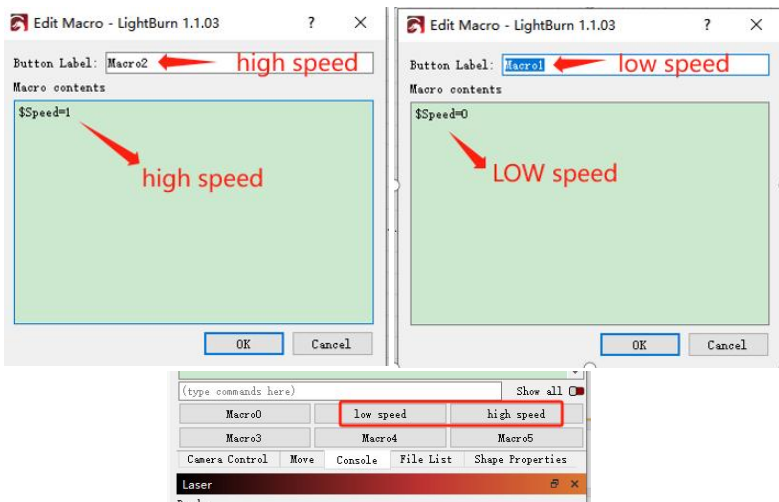 Edit Macro - LightBurn 1.1.03 ? ×
Button Label: Macro2 high speed
Macro contents
$Speed=1
high speed
OK Cancel
Edit Macro - LightBurn 1.1.03 ? ×
Button Label: Macro1 low speed
Macro contents
$Speed=0
LOW speed
OK Cancel
(type commands here) Show all
Macro0 low speed high speed
Macro3 Macro4 Macro5
Camera Control Move Console File List Shape Properties
Laser